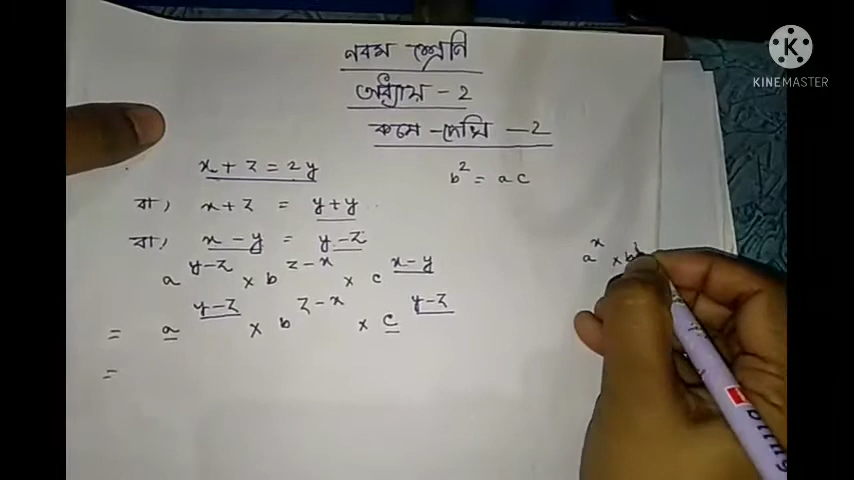 নবম শ্রেণি
KINEMASTER
অধ্যায় - 2
কষে - দেখি - 2
x + z = 2y
b² = ac
বা, x + z = y + y
বা, x - y = y - z
a^{y-z} × b^{z-x} × c^{x-y}
a^x × b
= a^{y-z} × b^{z-x} × c^{y-z}
=